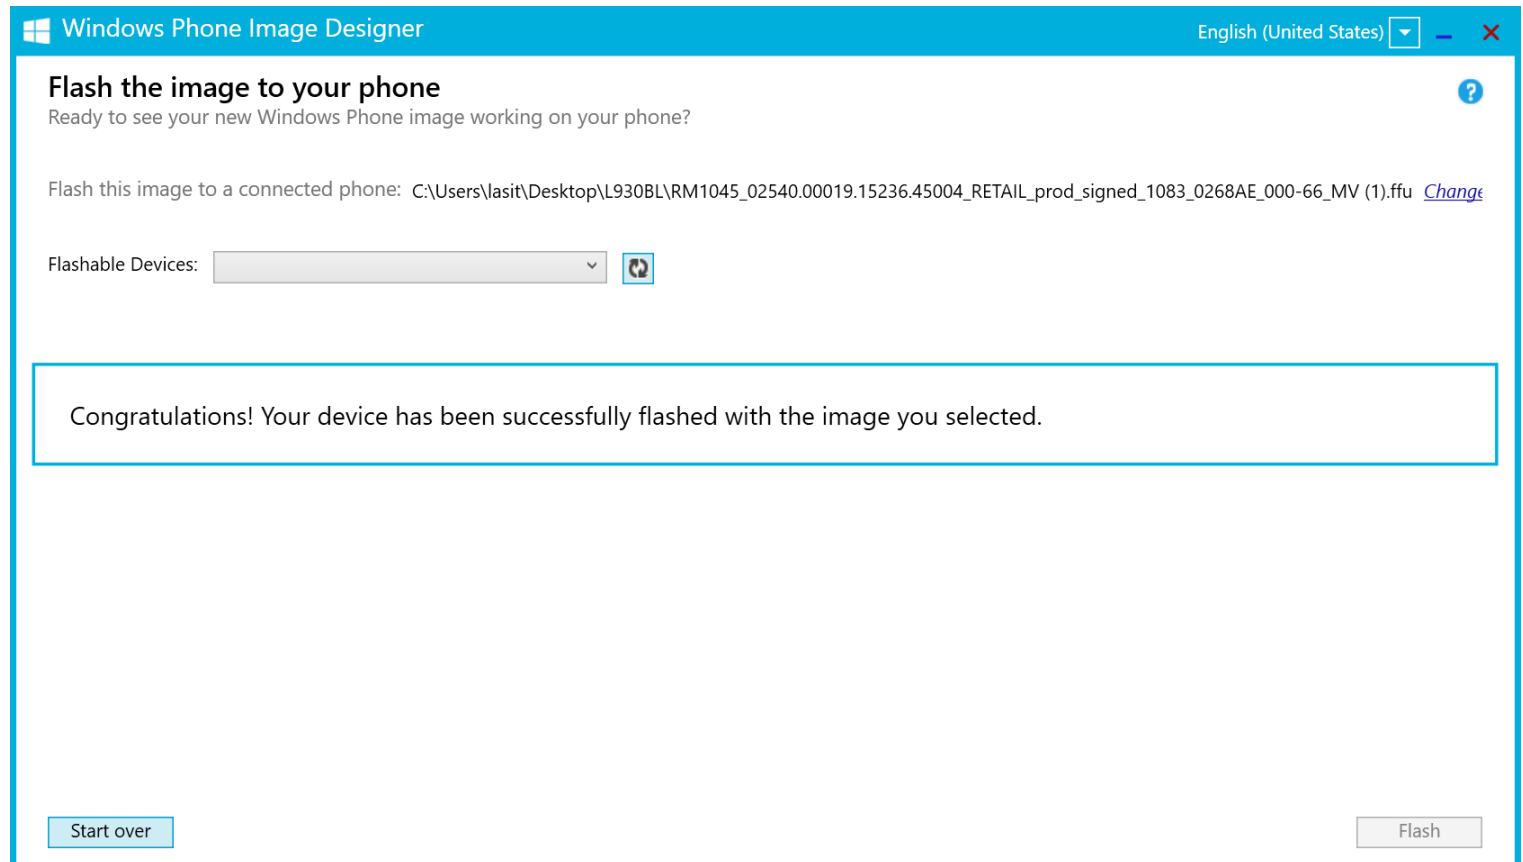 Windows Phone Image Designer
English (United States)
Flash the image to your phone
Ready to see your new Windows Phone image working on your phone?
Flash this image to a connected phone: C:\Users\lasit\Desktop\L930BL\RM1045_02540.00019.15236.45004_RETAIL_prod_signed_1083_0268AE_000-66_MV (1).ffu Change
Flashable Devices:
Congratulations! Your device has been successfully flashed with the image you selected.
Start over
Flash